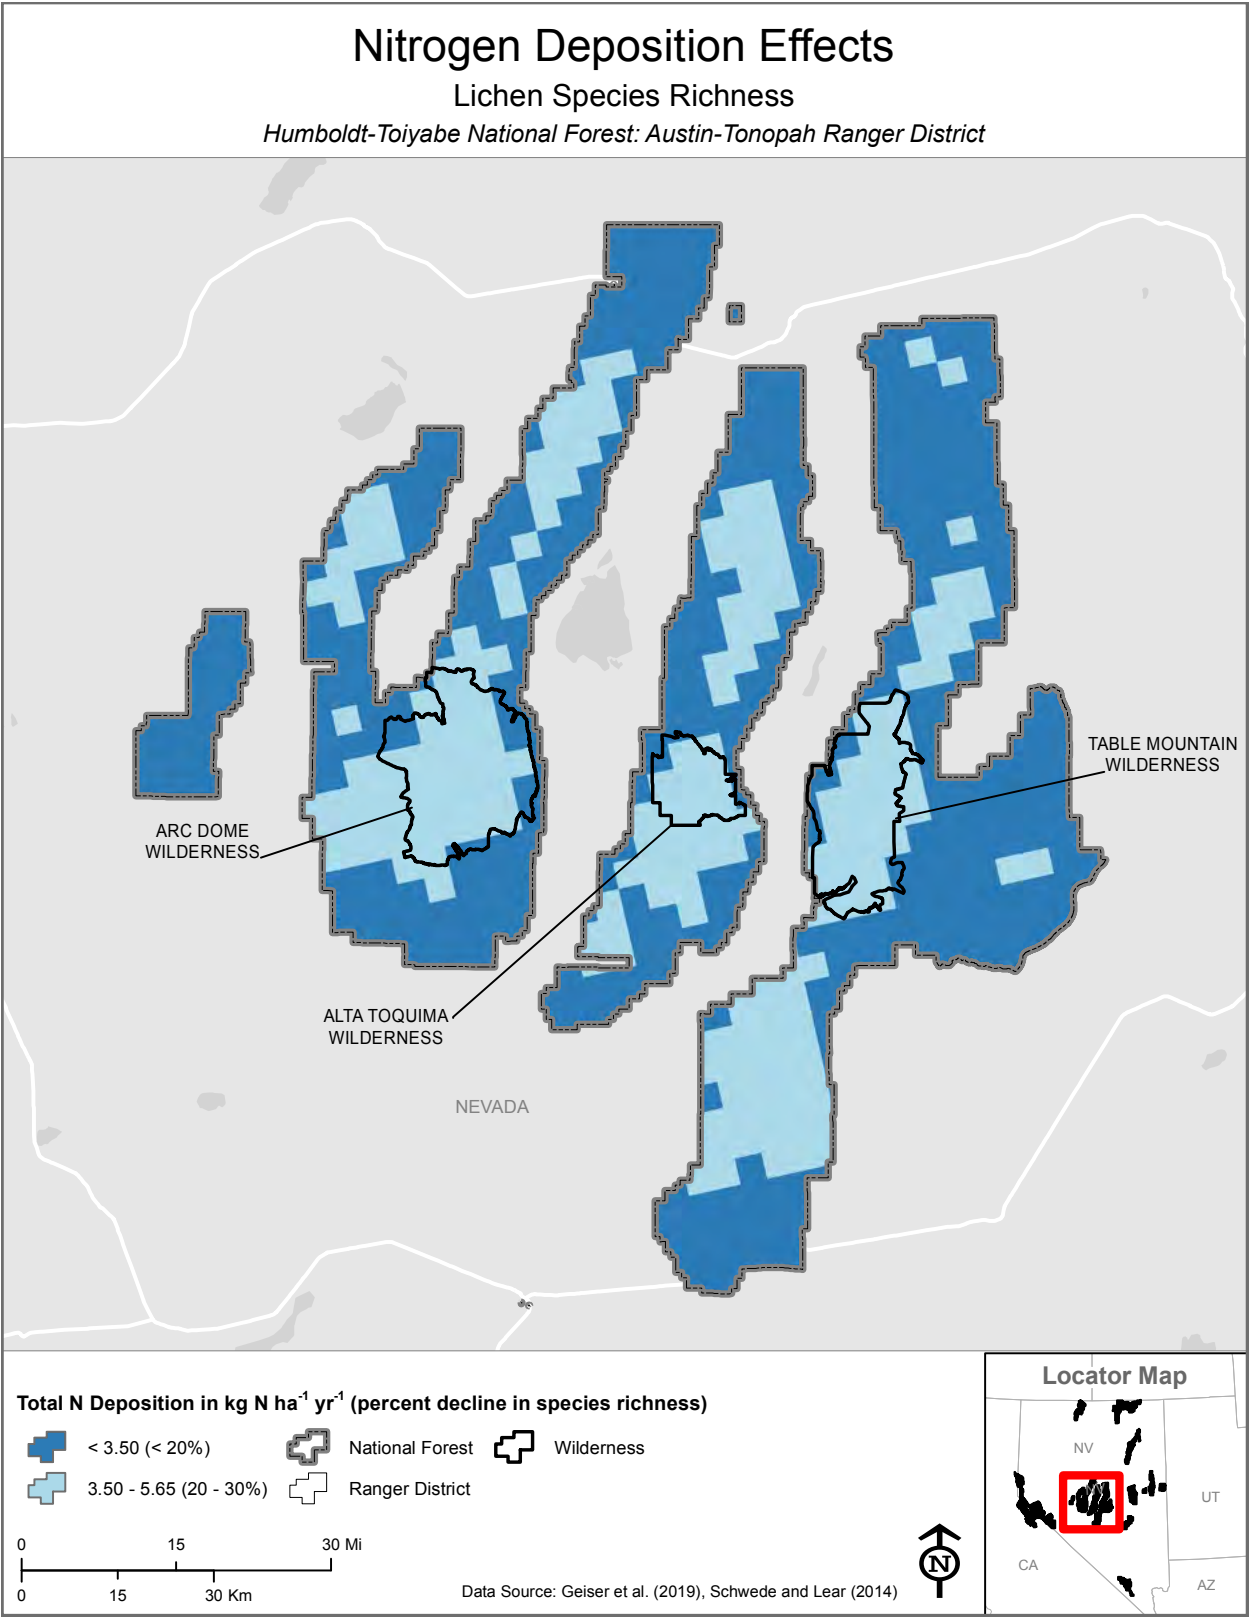 Nitrogen Deposition Effects
Lichen Species Richness
Humboldt-Toiyabe National Forest: Austin-Tonopah Ranger District
TABLE MOUNTAIN
WILDERNESS
ARC DOME
WILDERNESS
ALTA TOQUIMA
WILDERNESS
NEVADA
Total N Deposition in kg N ha⁻¹ yr⁻¹ (percent decline in species richness)
< 3.50 (< 20%)
National Forest
Wilderness
3.50 - 5.65 (20 - 30%)
Ranger District
0 15 30 Mi
0 15 30 Km
N
Data Source: Geiser et al. (2019), Schwede and Lear (2014)
Locator Map
NV
UT
CA
AZ